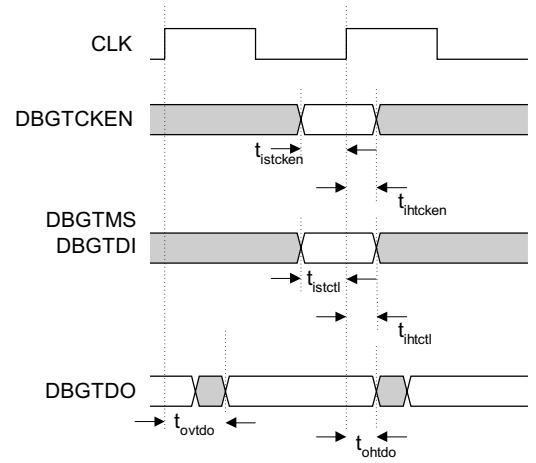 CLK
DBGTCKEN
tistcken
tihtcken
DBGTMS
DBGTDI
tistctl
tihtctl
DBGTDO
tovtdo
tohtdo